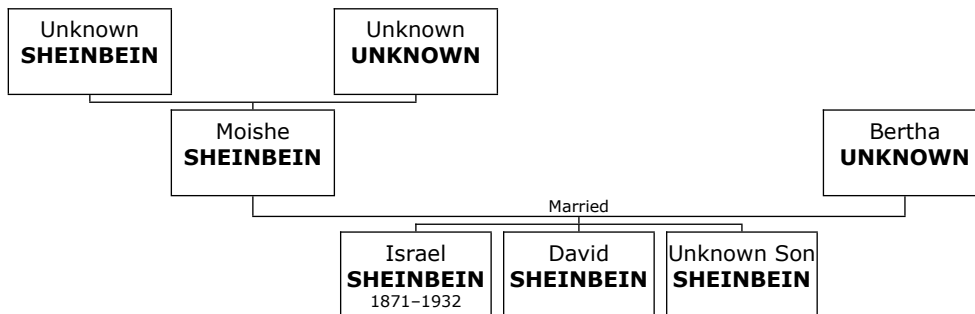 Unknown
SHEINBEIN
Unknown
UNKNOWN
Moishe
SHEINBEIN
Bertha
UNKNOWN
Married
Israel
SHEINBEIN
1871–1932
David
SHEINBEIN
Unknown Son
SHEINBEIN